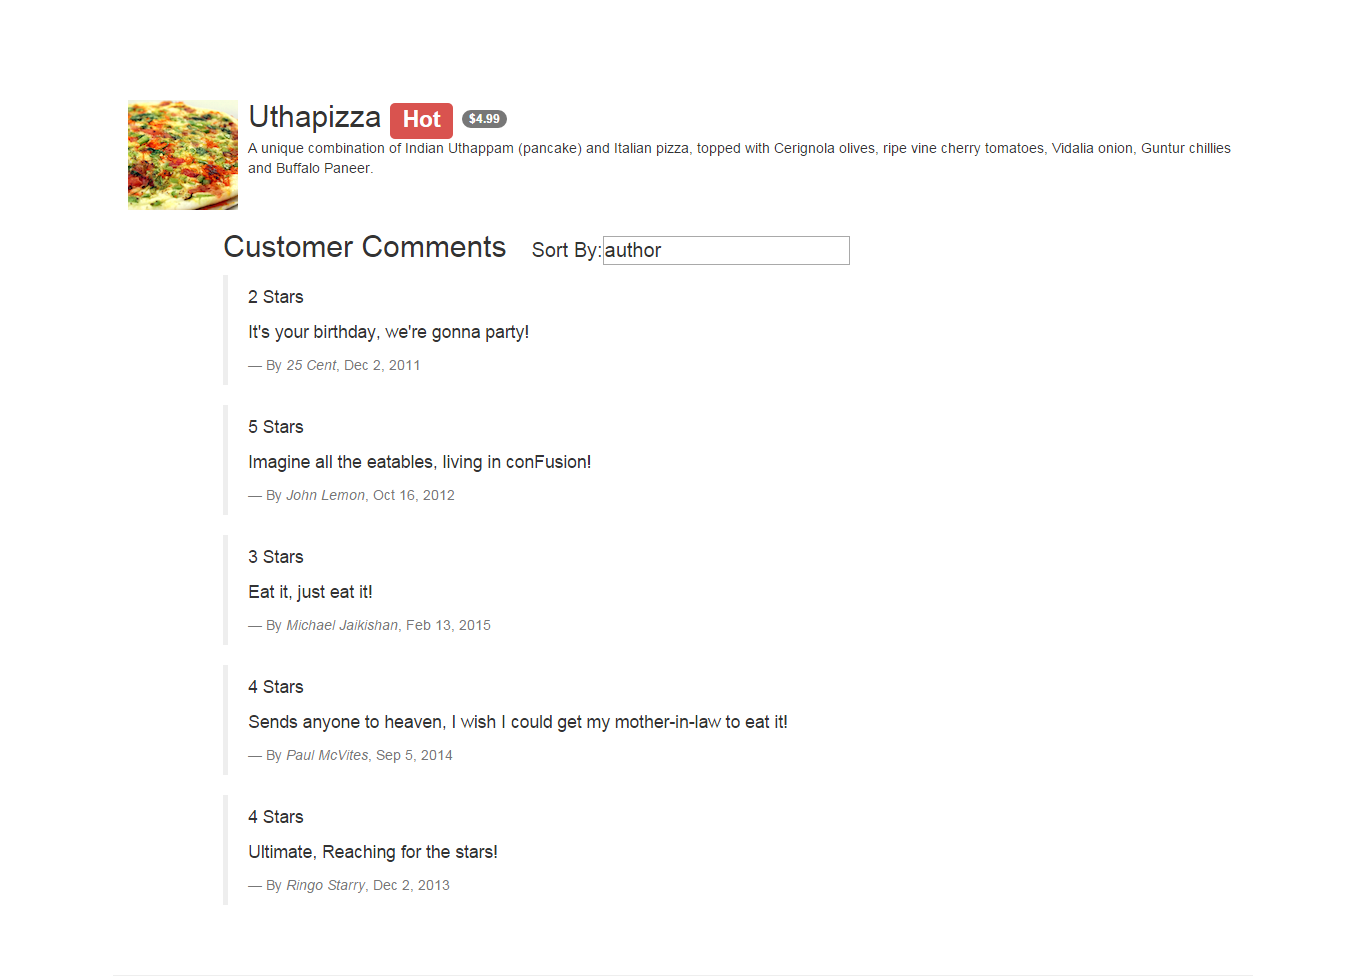 Uthapizza Hot $4.99
A unique combination of Indian Uthappam (pancake) and Italian pizza, topped with Cerignola olives, ripe vine cherry tomatoes, Vidalia onion, Guntur chillies
and Buffalo Paneer.
Customer Comments Sort By:author
2 Stars
It's your birthday, we're gonna party!
— By 25 Cent, Dec 2, 2011
5 Stars
Imagine all the eatables, living in conFusion!
— By John Lemon, Oct 16, 2012
3 Stars
Eat it, just eat it!
— By Michael Jaikishan, Feb 13, 2015
4 Stars
Sends anyone to heaven, I wish I could get my mother-in-law to eat it!
— By Paul McVites, Sep 5, 2014
4 Stars
Ultimate, Reaching for the stars!
— By Ringo Starry, Dec 2, 2013